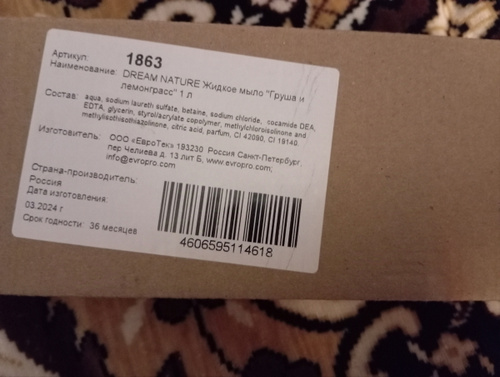 Артикул: 1863
Наименование: DREAM NATURE Жидкое мыло "Груша и
лемонграсс" 1 л
Состав: aqua, sodium laureth sulfate, betaine, sodium chloride, cocamide DEA,
EDTA, glycerin, styrol/acrylate copolymer, methylchloroisolinone and
methylisothisothiazolinone, citric acid, parfum, CI 42090, CI 19140
Изготовитель: ООО «ЕвроТек» 193230 Россия Санкт-Петербург,
пер Челиева д. 13 лит Б, www.evropro.com;
info@evropro.com
Страна-производитель:
Россия
Дата изготовления:
03.2024 г
Срок годности: 36 месяцев
4606595114618